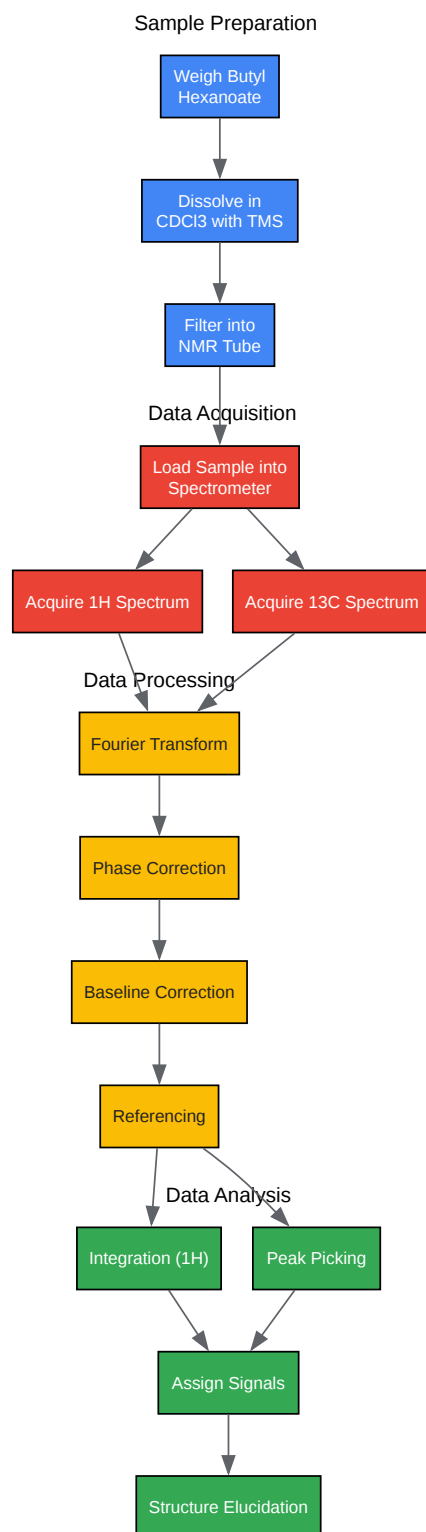 Sample Preparation
Weigh Butyl
Hexanoate
Dissolve in
CDCl3 with TMS
Filter into
NMR Tube
Data Acquisition
Load Sample into
Spectrometer
Acquire 1H Spectrum
Acquire 13C Spectrum
Data Processing
Fourier Transform
Phase Correction
Baseline Correction
Referencing
Data Analysis
Integration (1H)
Peak Picking
Assign Signals
Structure Elucidation